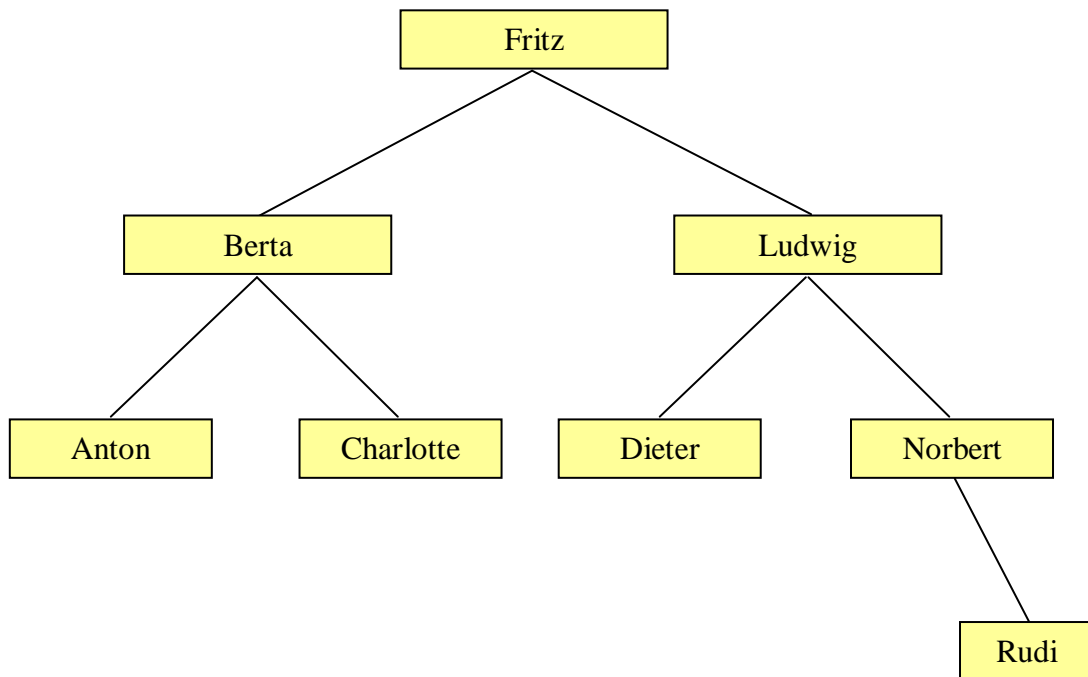 Fritz
Berta
Ludwig
Anton
Charlotte
Dieter
Norbert
Rudi